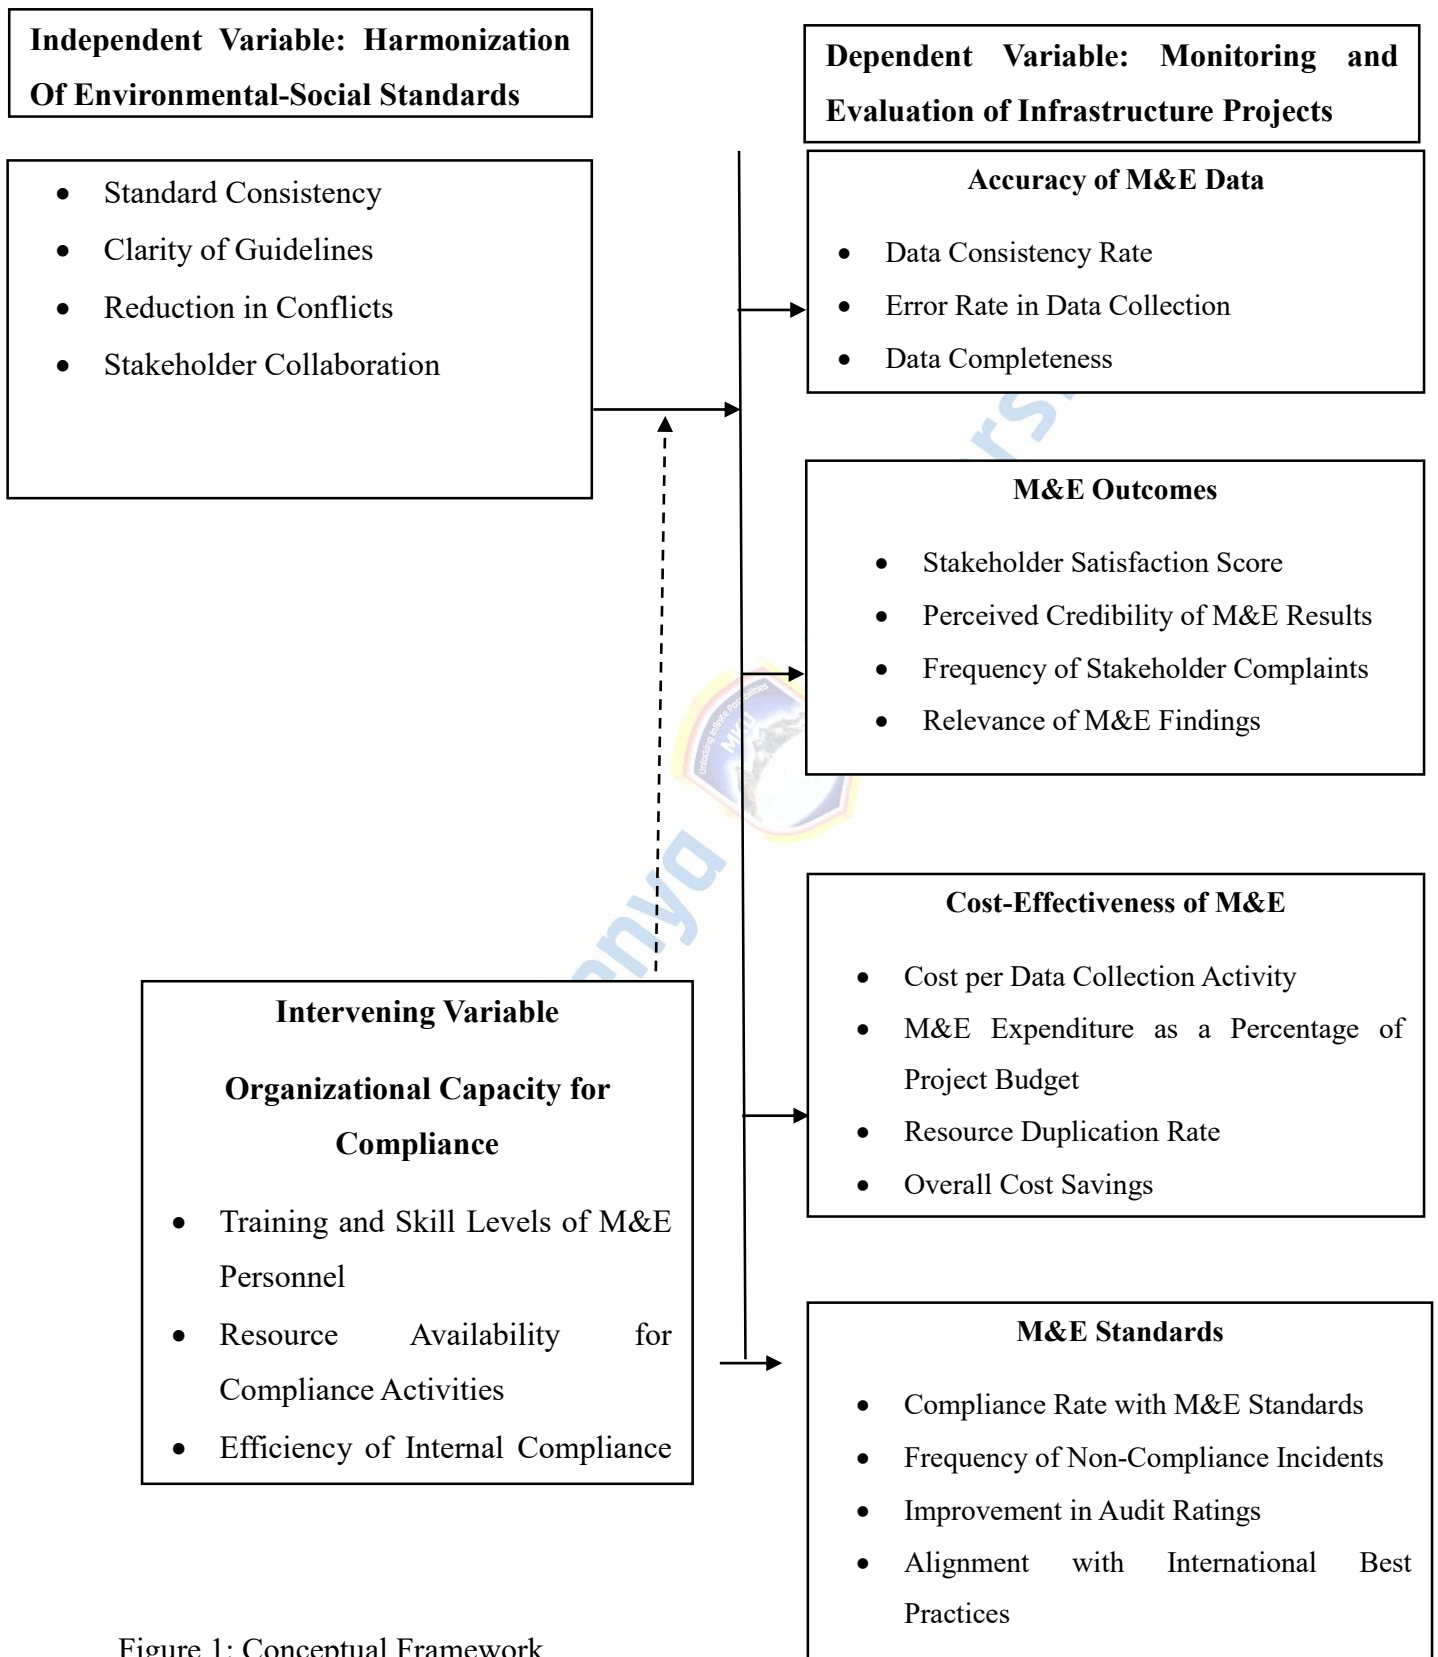 Independent Variable: Harmonization
Of Environmental-Social Standards
Dependent Variable: Monitoring and
Evaluation of Infrastructure Projects
• Standard Consistency
• Clarity of Guidelines
• Reduction in Conflicts
• Stakeholder Collaboration
Accuracy of M&E Data
• Data Consistency Rate
• Error Rate in Data Collection
• Data Completeness
M&E Outcomes
• Stakeholder Satisfaction Score
• Perceived Credibility of M&E Results
• Frequency of Stakeholder Complaints
• Relevance of M&E Findings
Cost-Effectiveness of M&E
• Cost per Data Collection Activity
• M&E Expenditure as a Percentage of
Project Budget
• Resource Duplication Rate
• Overall Cost Savings
Intervening Variable
Organizational Capacity for
Compliance
• Training and Skill Levels of M&E
Personnel
• Resource Availability for
Compliance Activities
• Efficiency of Internal Compliance
M&E Standards
• Compliance Rate with M&E Standards
• Frequency of Non-Compliance Incidents
• Improvement in Audit Ratings
• Alignment with International Best
Practices
Figure 1: Conceptual Framework
Unlocking Infinite Possibilities
MKU